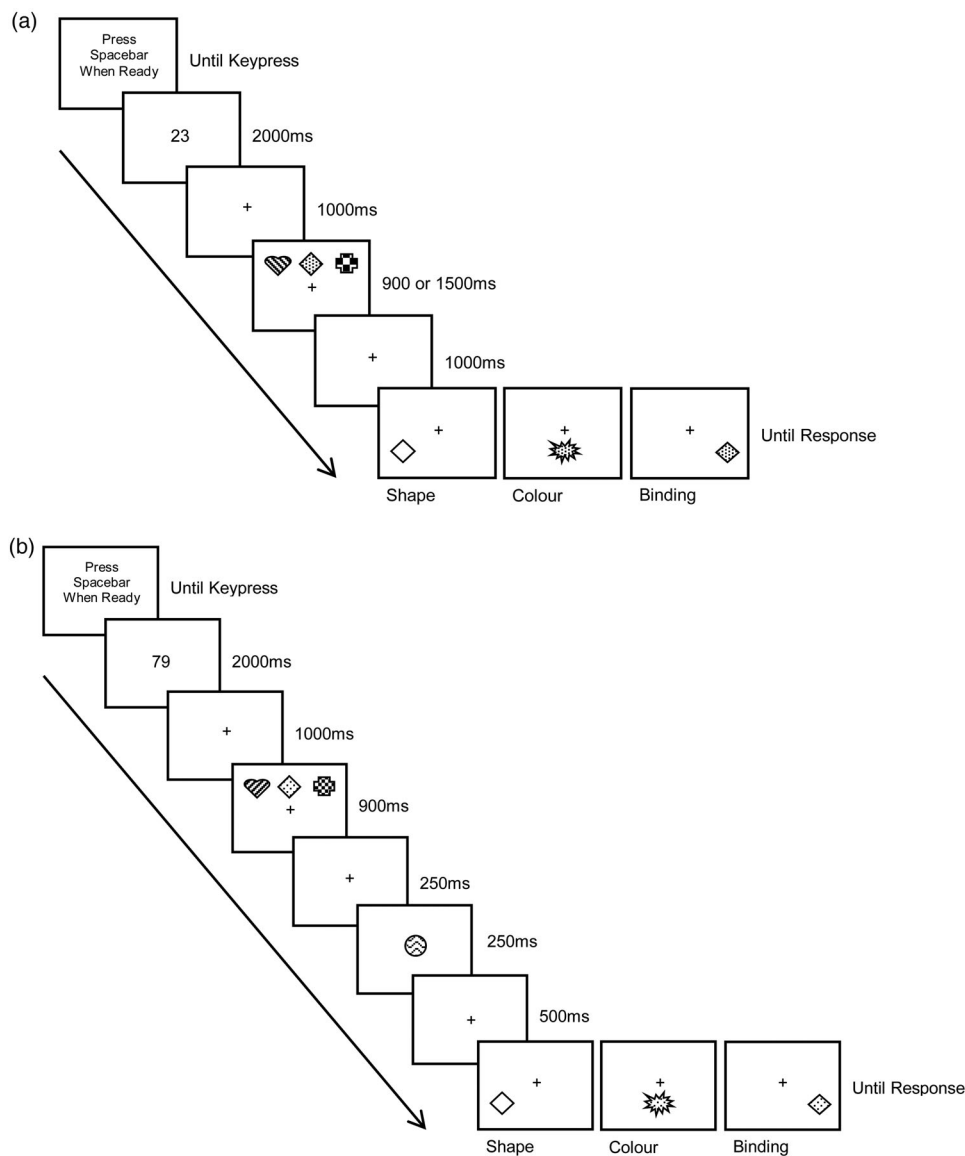 (a)
Press
Spacebar
When Ready
Until Keypress
23
2000ms
+
1000ms
+
900 or 1500ms
+
1000ms
+
+
+
Until Response
Shape
Colour
Binding
(b)
Press
Spacebar
When Ready
Until Keypress
79
2000ms
+
1000ms
+
900ms
+
250ms
250ms
+
500ms
+
+
+
Until Response
Shape
Colour
Binding